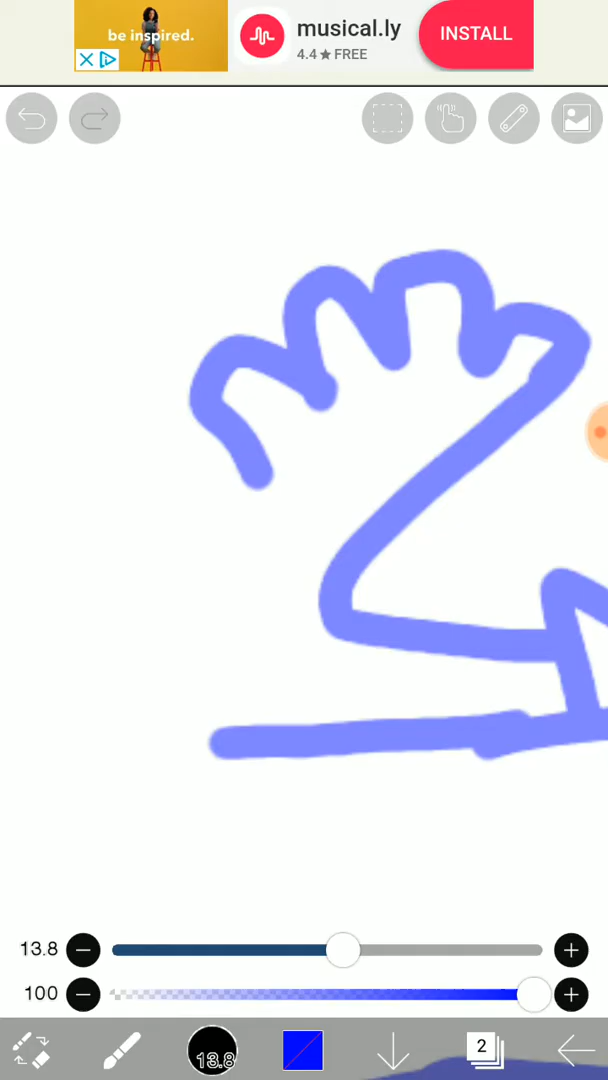 be inspired.
musical.ly
4.4★FREE
INSTALL
13.8
100
13.8
2